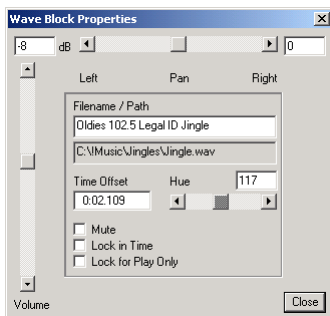 Wave Block Properties
-8 dB 0
Left Pan Right
Filename / Path
Oldies 102.5 Legal ID Jingle
C:\!Music\Jingles\Jingle.wav
Time Offset Hue 117
0:02.109
Mute
Lock in Time
Lock for Play Only
Volume
Close